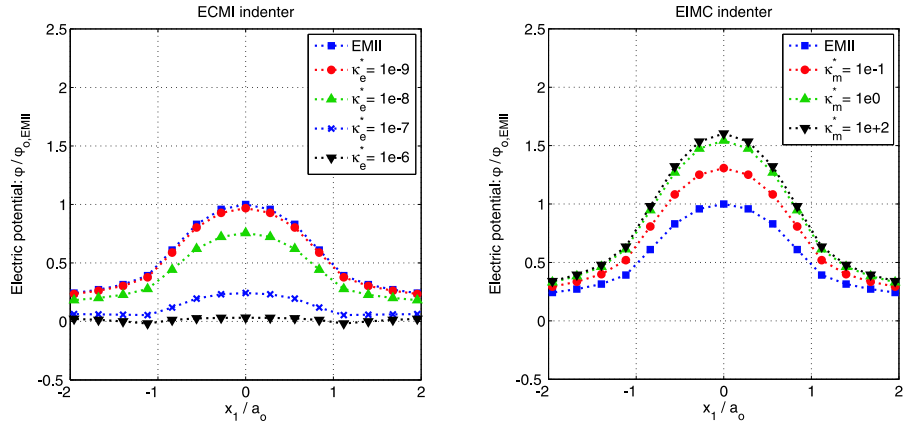 ECMI indenter
2.5
2
1.5
1
0.5
0
-0.5
-2
-1
0
1
2
Electric potential: φ / φo,EMII
x1 / ao
EMII
κe* = 1e-9
κe* = 1e-8
κe* = 1e-7
κe* = 1e-6
EIMC indenter
2.5
2
1.5
1
0.5
0
-0.5
-2
-1
0
1
2
Electric potential: φ / φo,EMII
x1 / ao
EMII
κm* = 1e-1
κm* = 1e0
κm* = 1e+2